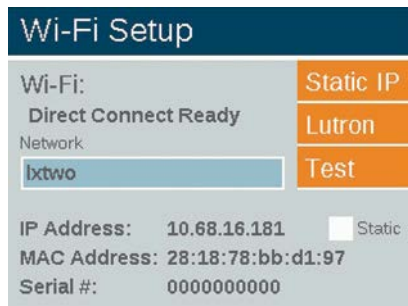 Wi-Fi Setup
Wi-Fi:
Direct Connect Ready
Network
lxtwo
Static IP
Lutron
Test
IP Address: 10.68.16.181
Static
MAC Address: 28:18:78:bb:d1:97
Serial #: 0000000000